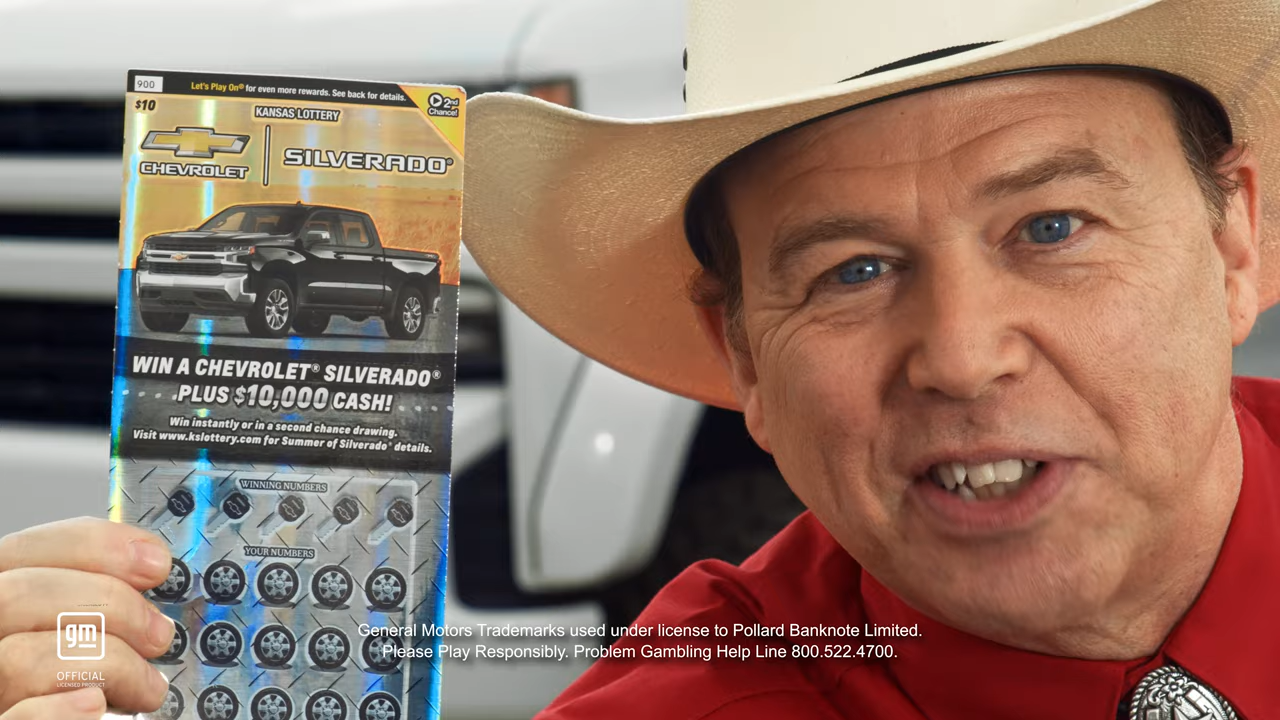 900
Let's Play On® for even more rewards. See back for details.
2nd
Chance!
$10
KANSAS LOTTERY
CHEVROLET
SILVERADO®
WIN A CHEVROLET® SILVERADO®
PLUS $10,000 CASH!
Win instantly or in a second chance drawing.
Visit www.kslottery.com for Summer of Silverado® details.
WINNING NUMBERS
YOUR NUMBERS
gm
OFFICIAL
LICENSED PRODUCT
General Motors Trademarks used under license to Pollard Banknote Limited.
Please Play Responsibly. Problem Gambling Help Line 800.522.4700.